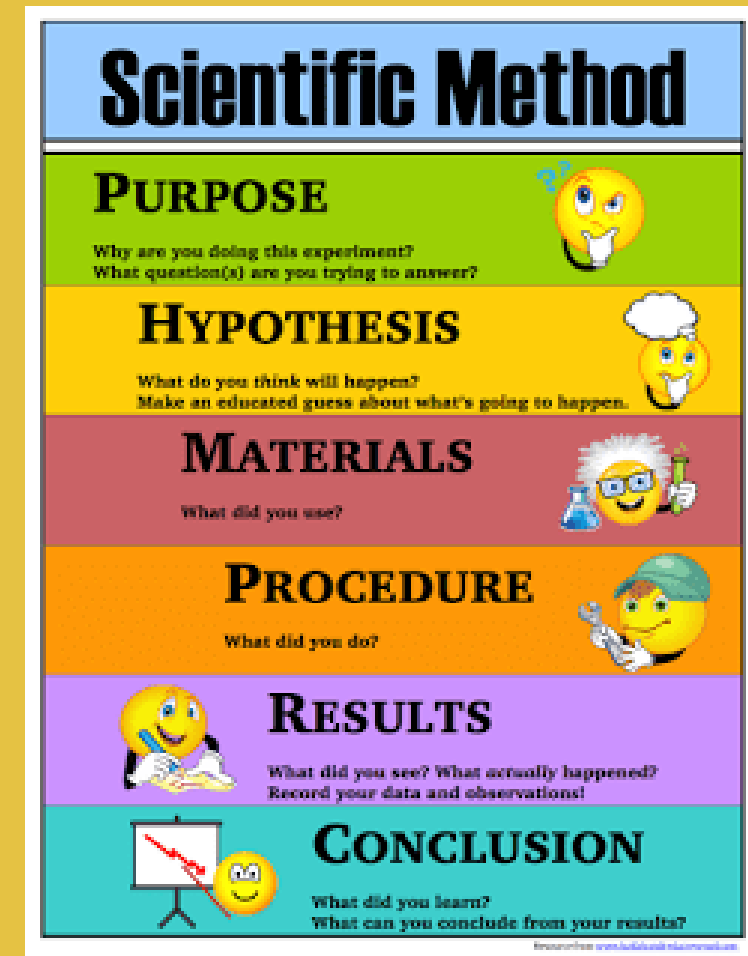 Scientific Method
??
PURPOSE
Why are you doing this experiment?
What question(s) are you trying to answer?
HYPOTHESIS
What do you think will happen?
Make an educated guess about what's going to happen.
MATERIALS
What did you use?
PROCEDURE
What did you do?
RESULTS
What did you see? What actually happened?
Record your data and observations!
CONCLUSION
What did you learn?
What can you conclude from your results?